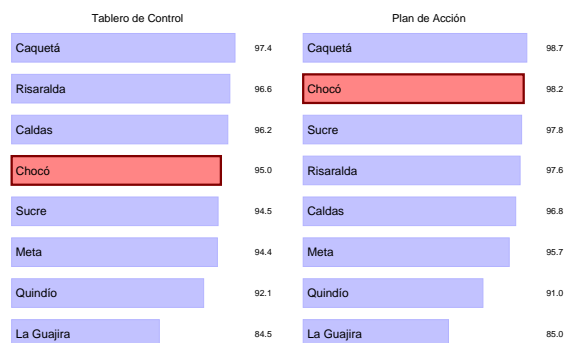 Tablero de Control
Caquetá 97.4
Risaralda 96.6
Caldas 96.2
Chocó 95.0
Sucre 94.5
Meta 94.4
Quindío 92.1
La Guajira 84.5
Plan de Acción
Caquetá 98.7
Chocó 98.2
Sucre 97.8
Risaralda 97.6
Caldas 96.8
Meta 95.7
Quindío 91.0
La Guajira 85.0